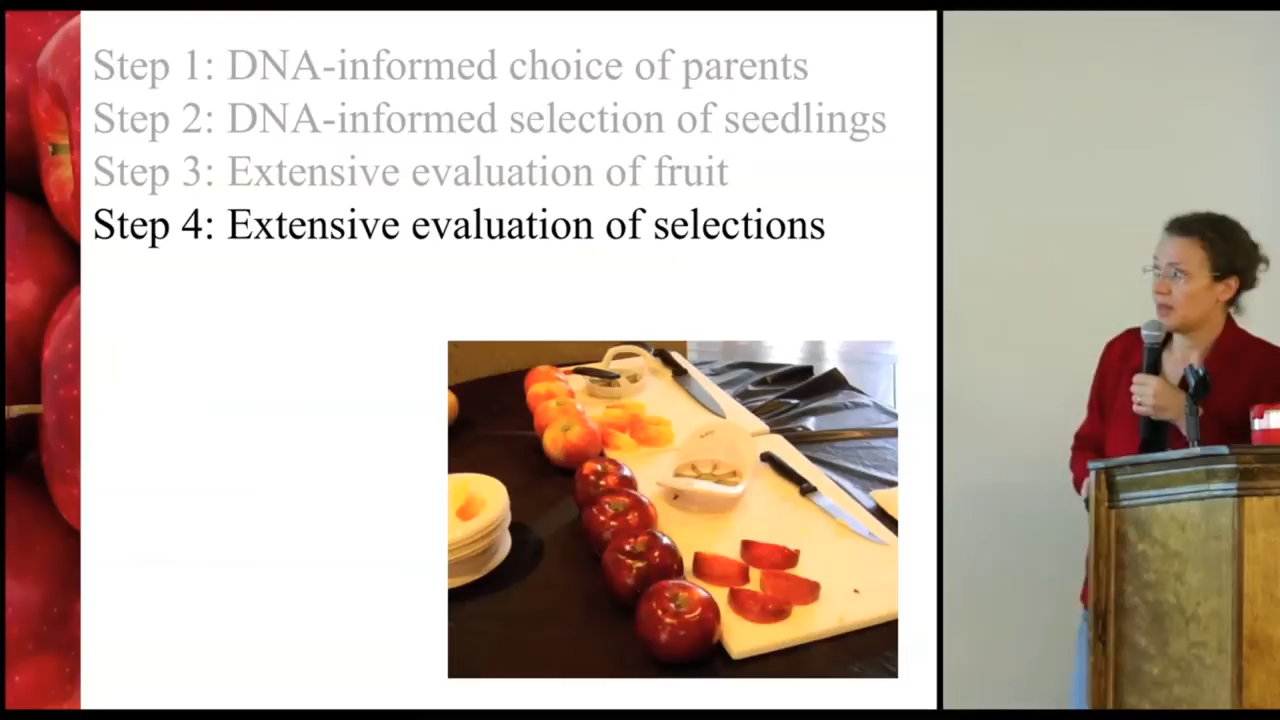 Step 1: DNA-informed choice of parents
Step 2: DNA-informed selection of seedlings
Step 3: Extensive evaluation of fruit
Step 4: Extensive evaluation of selections